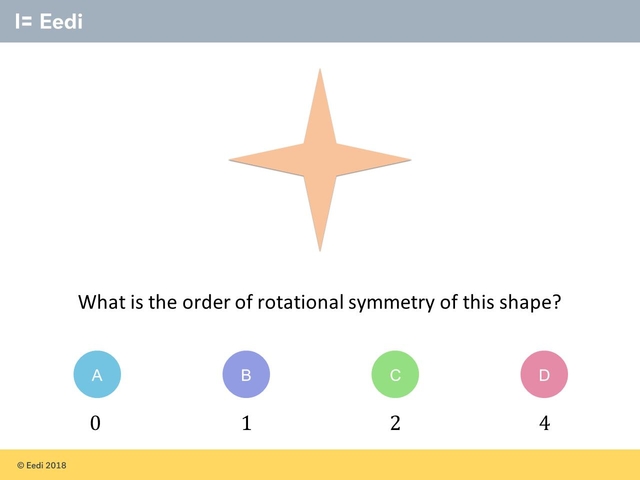 Eedi
What is the order of rotational symmetry of this shape?
A B C D
0 1 2 4
© Eedi 2018